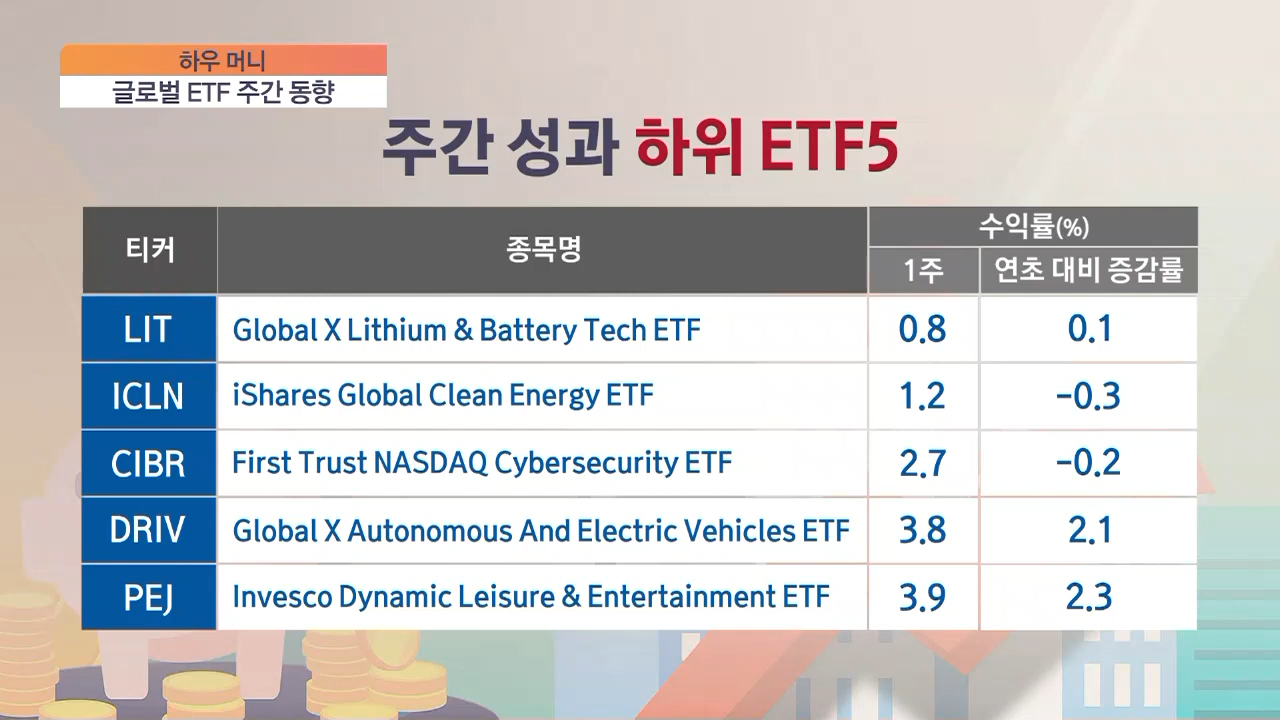 하우 머니
글로벌 ETF 주간 동향
주간 성과 하위 ETF5
티커 종목명 수익률(%)
1주 연초 대비 증감률
LIT Global X Lithium & Battery Tech ETF 0.8 0.1
ICLN iShares Global Clean Energy ETF 1.2 -0.3
CIBR First Trust NASDAQ Cybersecurity ETF 2.7 -0.2
DRIV Global X Autonomous And Electric Vehicles ETF 3.8 2.1
PEJ Invesco Dynamic Leisure & Entertainment ETF 3.9 2.3